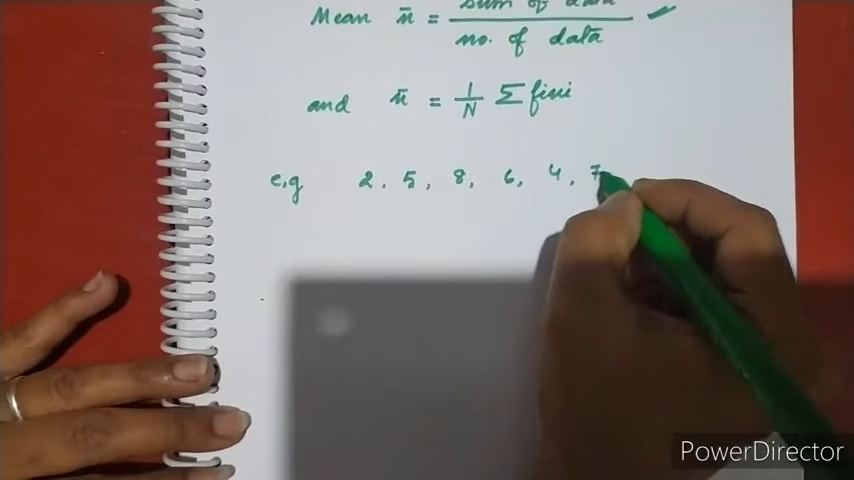 Mean x̄ = sum of data / no. of data ✓
and x̄ = 1/N Σ fixi
e.g 2, 5, 8, 6, 4, 7
PowerDirector